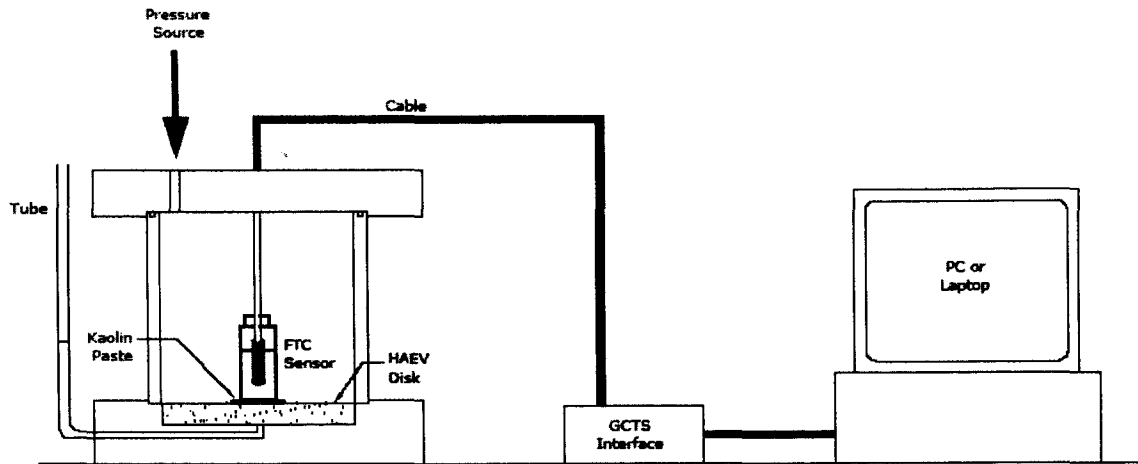 Pressure
Source
Cable
Tube
PC or
Laptop
Kaolin
Paste
FTC
Sensor
HAEV
Disk
GCTS
Interface